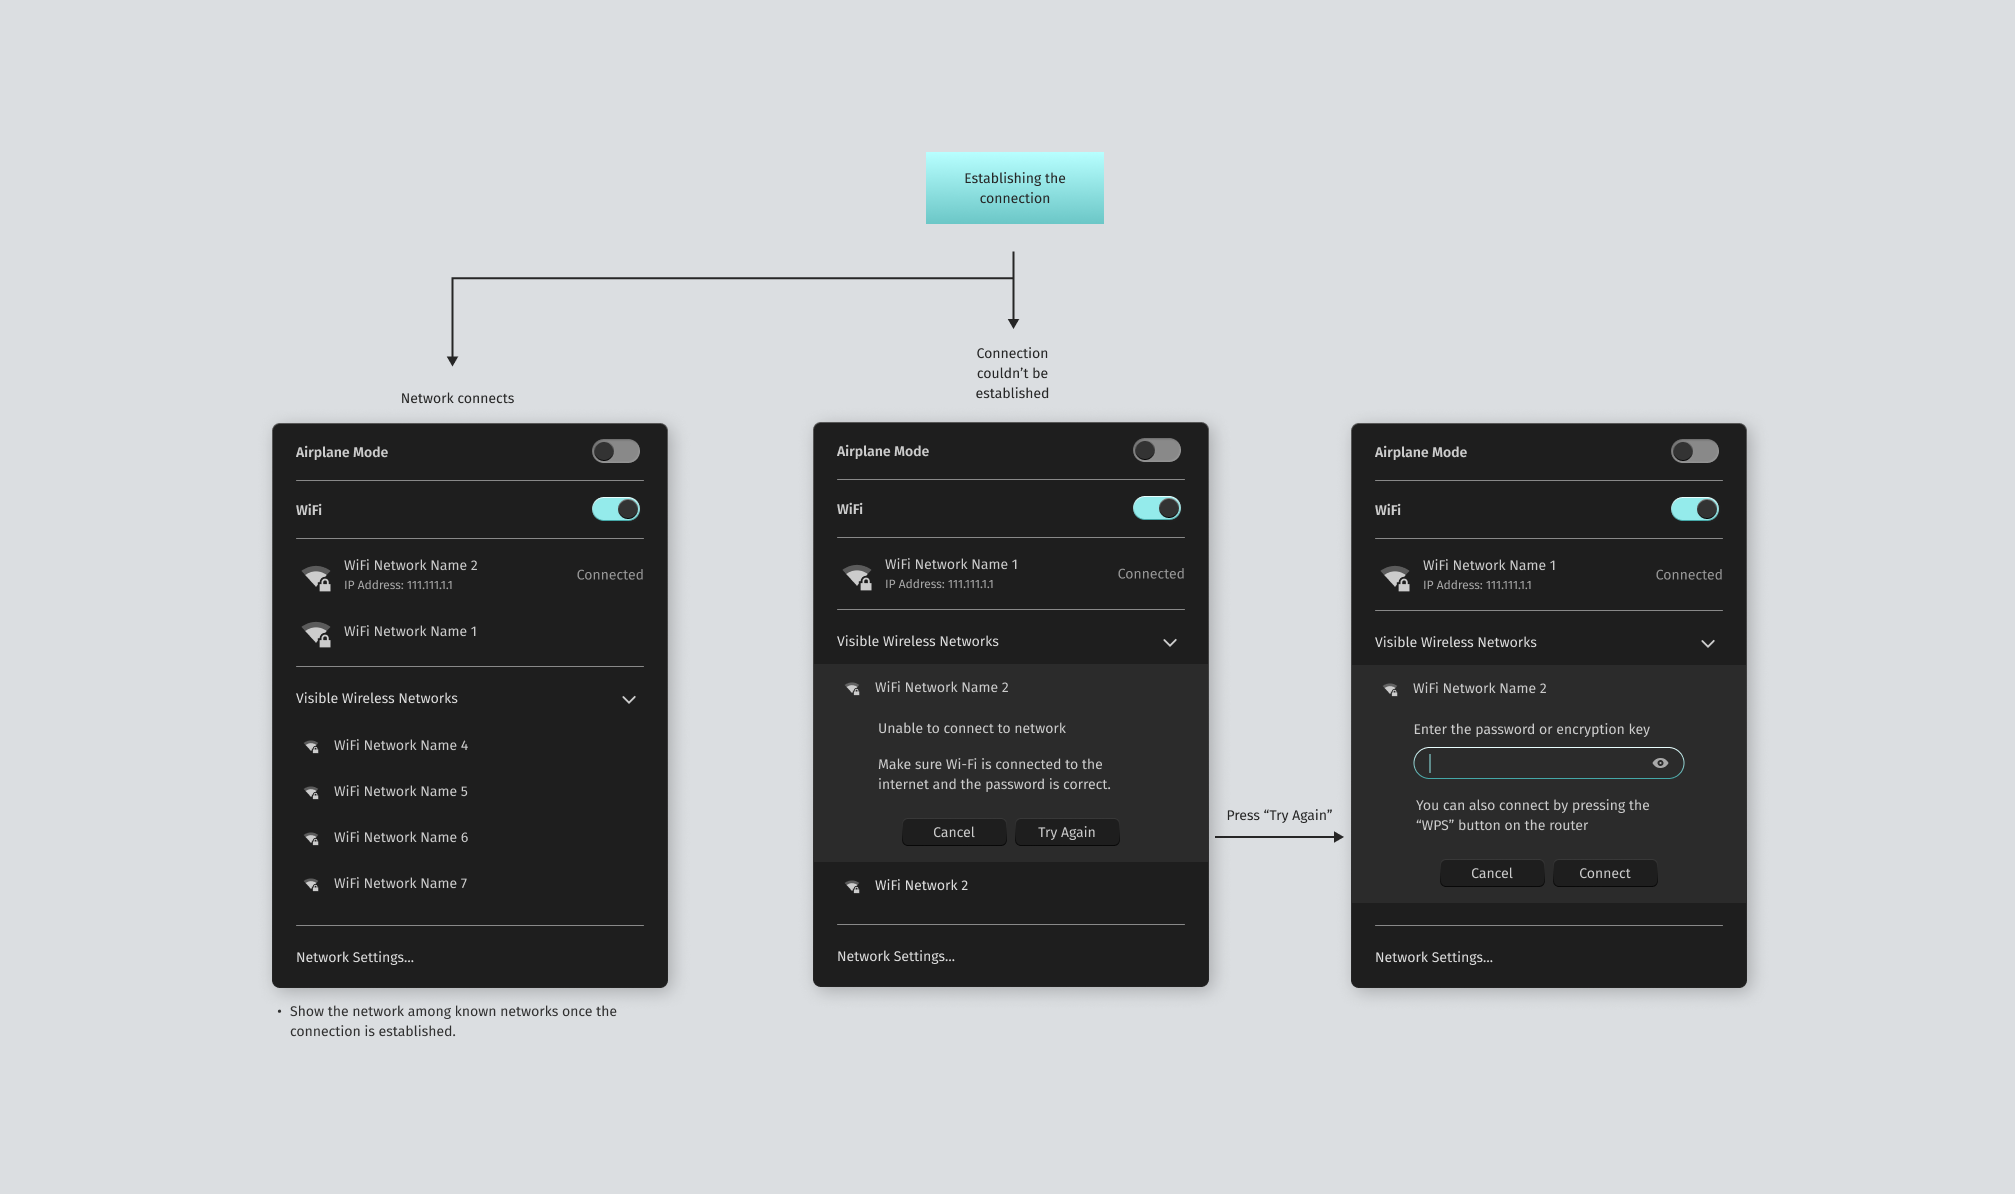 Establishing the
connection
Network connects
Connection
couldn’t be
established
Airplane Mode
WiFi
WiFi Network Name 2
IP Address: 111.111.1.1
Connected
WiFi Network Name 1
Visible Wireless Networks
WiFi Network Name 4
WiFi Network Name 5
WiFi Network Name 6
WiFi Network Name 7
Network Settings...
• Show the network among known networks once the
connection is established.
Airplane Mode
WiFi
WiFi Network Name 1
IP Address: 111.111.1.1
Connected
Visible Wireless Networks
WiFi Network Name 2
Unable to connect to network
Make sure Wi-Fi is connected to the
internet and the password is correct.
Cancel
Try Again
WiFi Network 2
Network Settings...
Press “Try Again”
Airplane Mode
WiFi
WiFi Network Name 1
IP Address: 111.111.1.1
Connected
Visible Wireless Networks
WiFi Network Name 2
Enter the password or encryption key
You can also connect by pressing the
“WPS” button on the router
Cancel
Connect
Network Settings...